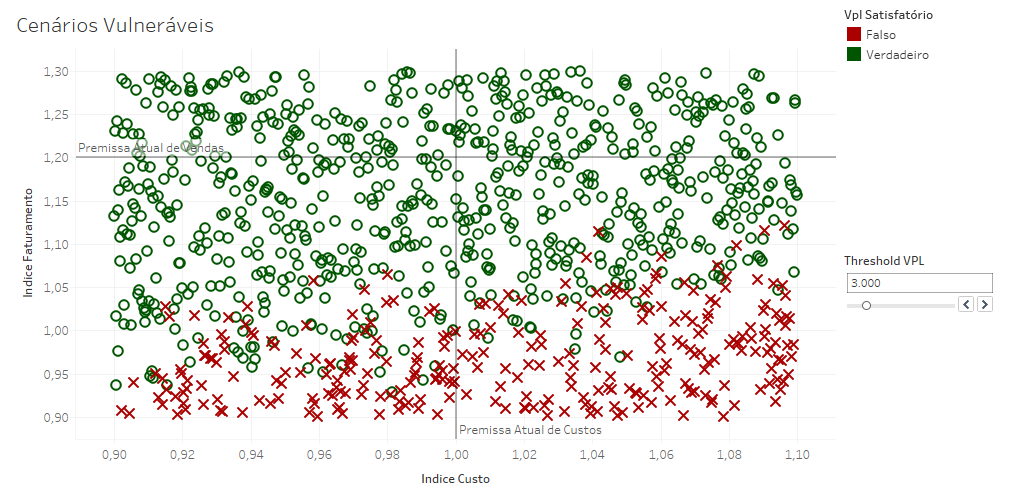 Cenários Vulneráveis
Vpl Satisfatório
Falso
Verdadeiro
Indice Faturamento
1,30
1,25
1,20
1,15
1,10
1,05
1,00
0,95
0,90
Premissa Atual de Vendas
Premissa Atual de Custos
0,90 0,92 0,94 0,96 0,98 1,00 1,02 1,04 1,06 1,08 1,10
Indice Custo
Threshold VPL
3.000